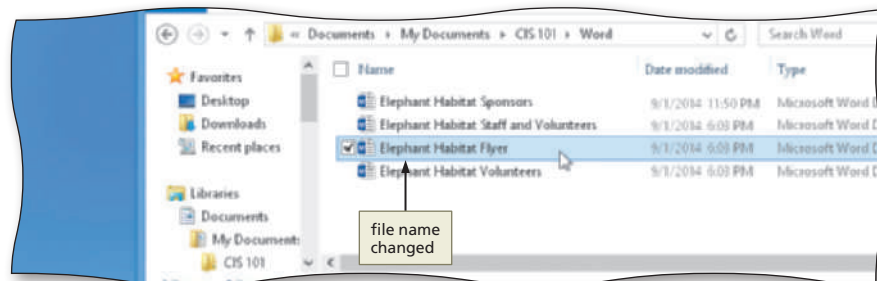 « Documents › My Documents › CIS 101 › Word
Search Word
Favorites
Desktop
Downloads
Recent places
Libraries
Documents
My Document
CIS 101
Name Date modified Type
Elephant Habitat Sponsors 9/1/2014 11:50 PM Microsoft Word D
Elephant Habitat Staff and Volunteers 9/1/2014 6:03 PM Microsoft Word D
Elephant Habitat Flyer 9/1/2014 6:03 PM Microsoft Word D
Elephant Habitat Volunteers 9/1/2014 6:03 PM Microsoft Word D
file name
changed